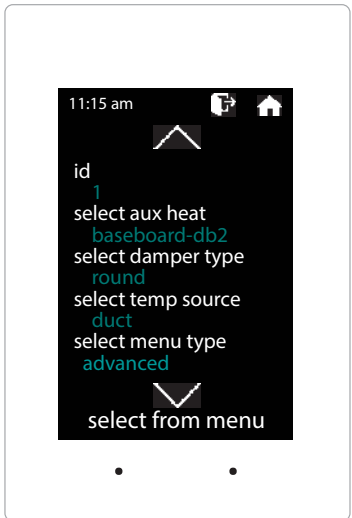 11:15 am
id
1
select aux heat
baseboard-db2
select damper type
round
select temp source
duct
select menu type
advanced
select from menu